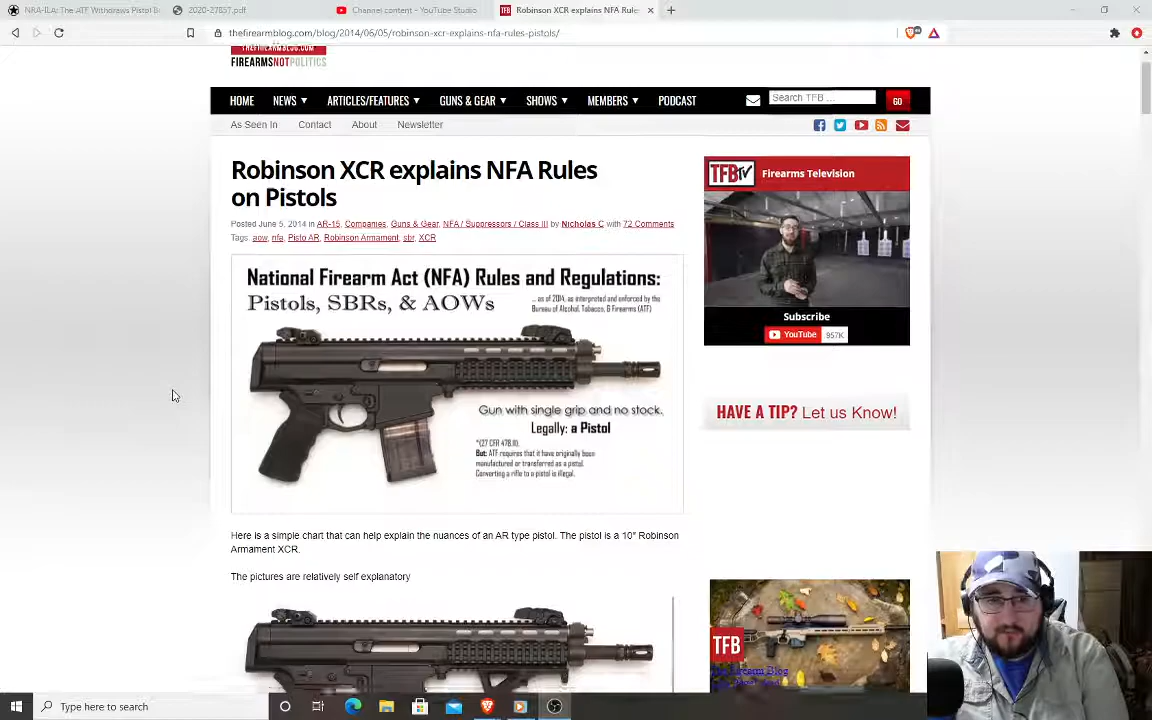 NRA-ILA: The ATF Withdraws Pistol B
2020-27857.pdf
Channel content - YouTube Studio
Robinson XCR explains NFA Rule
thefirearmblog.com/blog/2014/06/05/robinson-xcr-explains-nfa-rules-pistols/
THEFIREARMBLOG.COM
FIREARMSNOTPOLITICS
HOME NEWS ARTICLES/FEATURES GUNS & GEAR SHOWS MEMBERS PODCAST Search TFB ... GO
As Seen In Contact About Newsletter
Robinson XCR explains NFA Rules
on Pistols
Posted June 5, 2014 in AR-15, Companies, Guns & Gear, NFA / Suppressors / Class III by Nicholas C with 72 Comments
Tags: aow, nfa, Pisto AR, Robinson Armament, sbr, XCR
National Firearm Act (NFA) Rules and Regulations:
Pistols, SBRs, & AOWs
... as of 2014, as interpreted and enforced by the
Bureau of Alcohol, Tabacco, & Firearms (ATF)
Gun with single grip and no stock.
Legally: a Pistol
*(27 CFR 478.11).
But: ATF requires that it have originally been
manufactured or transferred as a pistol.
Converting a rifle to a pistol is illegal.
Here is a simple chart that can help explain the nuances of an AR type pistol. The pistol is a 10" Robinson
Armament XCR.
The pictures are relatively self explanatory
TFBTV Firearms Television
Subscribe
YouTube 957K
HAVE A TIP? Let us Know!
TFB
The Firearm Blog
Type here to search